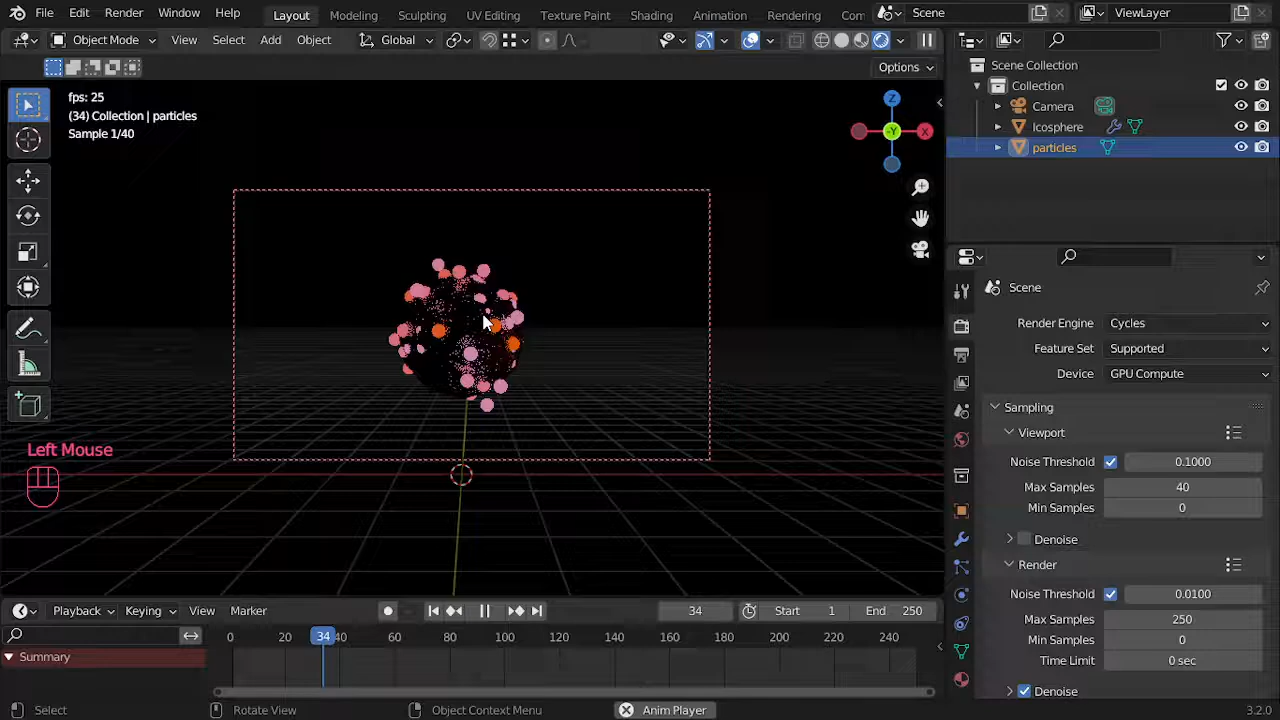 File Edit Render Window Help Layout Modeling Sculpting UV Editing Texture Paint Shading Animation Rendering Com Scene ViewLayer
Object Mode View Select Add Object Global
Options
fps: 25
(34) Collection | particles
Sample 1/40
Z
X
-Y
Left Mouse
Scene Collection
Collection
Camera
Icosphere
particles
Scene
Render Engine Cycles
Feature Set Supported
Device GPU Compute
Sampling
Viewport
Noise Threshold 0.1000
Max Samples 40
Min Samples 0
Denoise
Render
Noise Threshold 0.0100
Max Samples 250
Min Samples 0
Time Limit 0 sec
Denoise
Playback Keying View Marker 34 Start 1 End 250
0 20 34 40 60 80 100 120 140 160 180 200 220 240
Summary
Select Rotate View Object Context Menu Anim Player 3.2.0